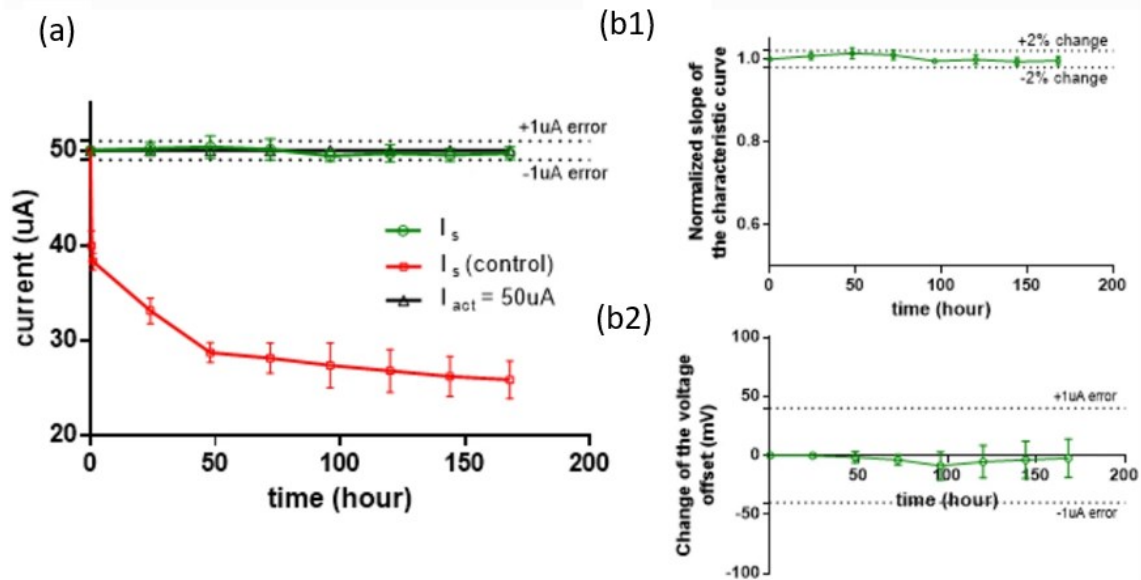 (a)
current (uA)
50
40
30
20
0
50
100
150
200
time (hour)
+1uA error
-1uA error
I s
I s (control)
I act = 50uA
(b1)
Normalized slope of
the characteristic curve
1.0
0.8
0.6
+2% change
-2% change
0
50
100
150
200
time (hour)
(b2)
Change of the voltage
offset (mV)
100
50
0
-50
-100
+1uA error
50
100
150
200
time (hour)
-1uA error